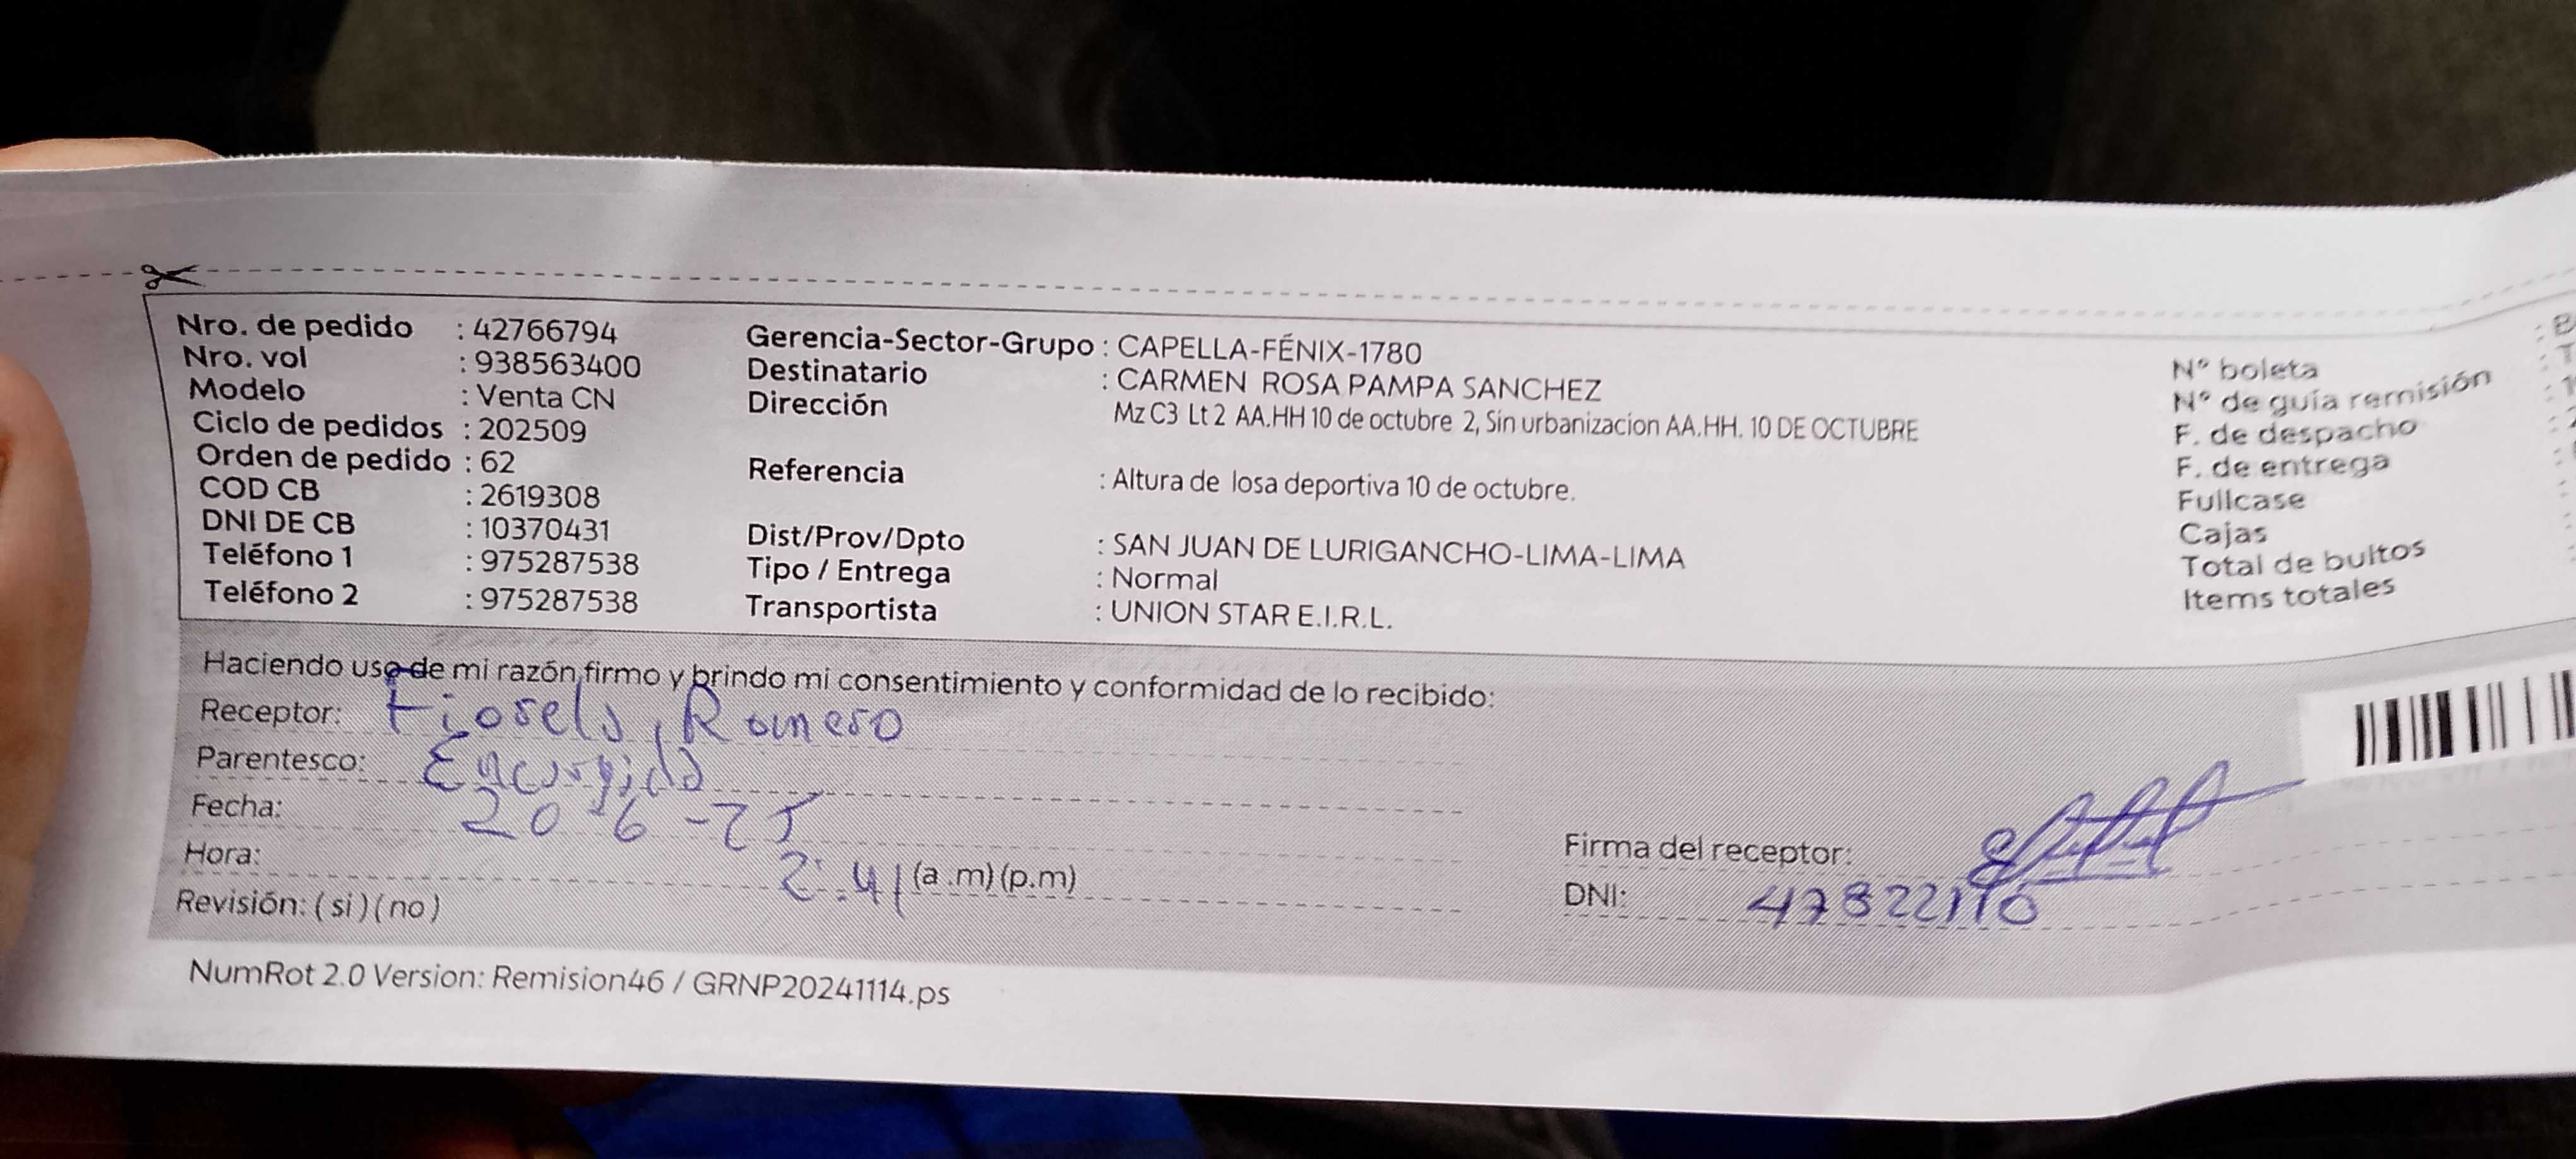 Nro. de pedido : 42766794
Nro. vol : 938563400
Modelo : Venta CN
Ciclo de pedidos : 202509
Orden de pedido : 62
COD CB : 2619308
DNI DE CB : 10370431
Teléfono 1 : 975287538
Teléfono 2 : 975287538
Gerencia-Sector-Grupo : CAPELLA-FÉNIX-1780
Destinatario : CARMEN ROSA PAMPA SANCHEZ
Dirección Mz C3 Lt 2 AA.HH 10 de octubre 2, Sin urbanizacion AA.HH. 10 DE OCTUBRE
Referencia : Altura de losa deportiva 10 de octubre.
Dist/Prov/Dpto : SAN JUAN DE LURIGANCHO-LIMA-LIMA
Tipo / Entrega : Normal
Transportista : UNION STAR E.I.R.L.
N° boleta :
N° de guía remisión :
F. de despacho :
F. de entrega :
Fullcase :
Cajas :
Total de bultos
Items totales
Haciendo uso de mi razón firmo y brindo mi consentimiento y conformidad de lo recibido:
Receptor: Fiorela Romero
Parentesco: Encargida
Fecha: 20-6-25
Hora: 2:41 (a.m)(p.m)
Revisión: (si)(no)
Firma del receptor:
DNI: 47822110
NumRot 2.0 Version: Remision46 / GRNP20241114.ps